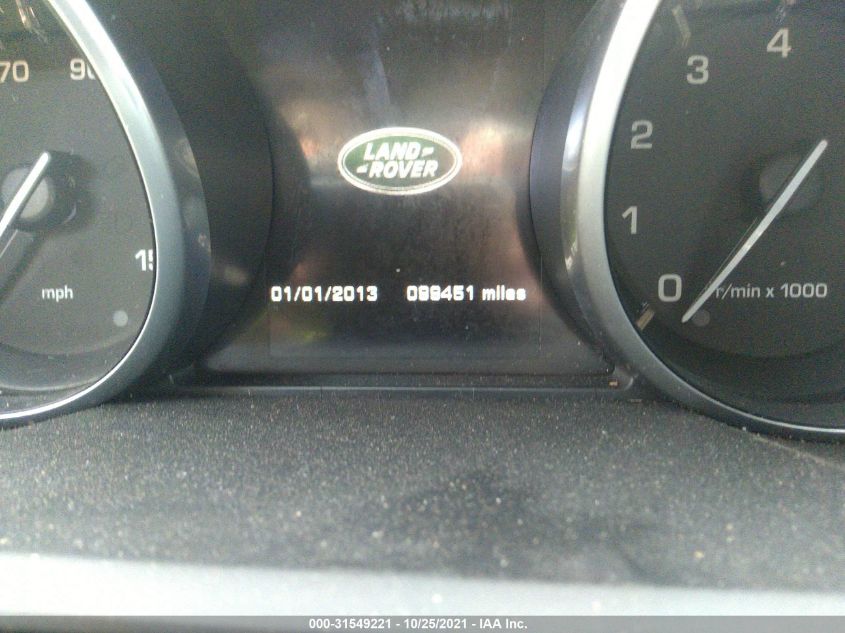 70 90
4
3
2
1
LAND
ROVER
mph
01/01/2013 miles
0 r/min x 1000
000-31549221 - 10/25/2021 - IAA Inc.